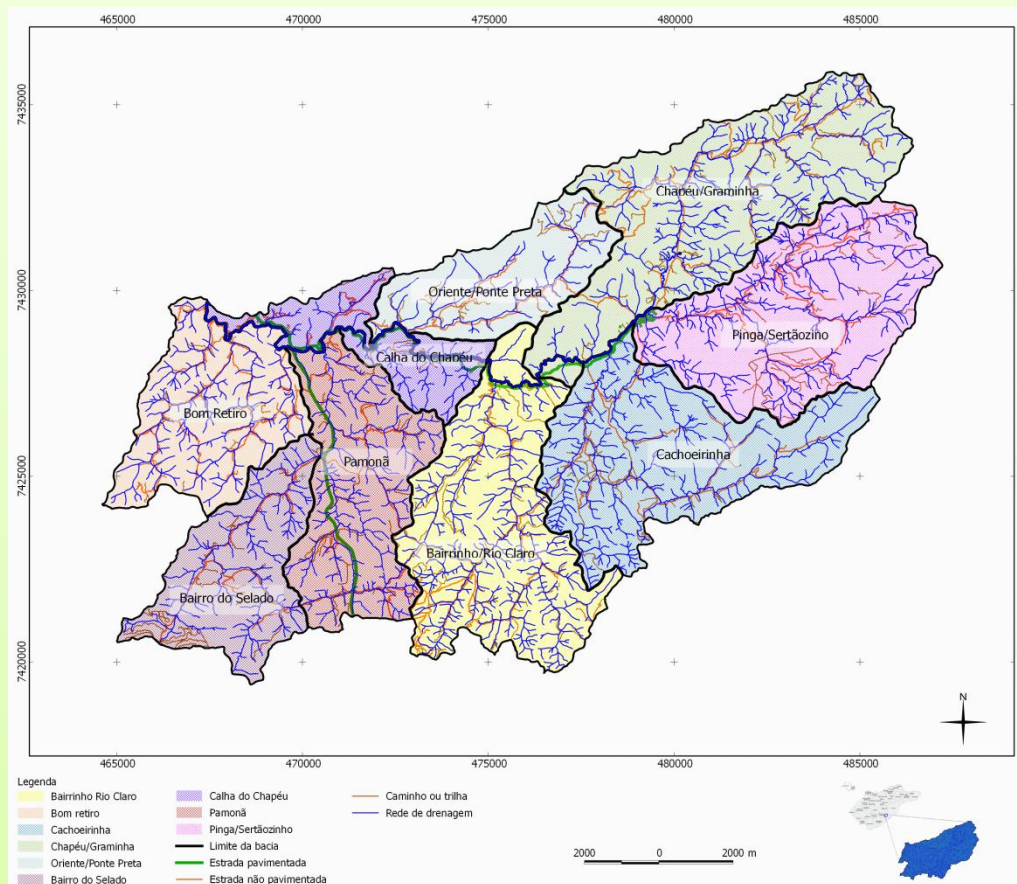 465000 470000 475000 480000 485000
7435000
7430000
7425000
7420000
Chapéu/Graminha
Oriente/Ponte Preta
Pinga/Sertãozino
Calha do Chapéu
Bom Retiro
Pamonã
Cachoeirinha
Bairrinho/Rio Claro
Bairro do Selado
N
465000 470000 475000 480000 485000
Legenda
Bairrinho Rio Claro
Bom retiro
Cachoeirinha
Chapéu/Graminha
Oriente/Ponte Preta
Bairro do Selado
Calha do Chapéu
Pamonã
Pinga/Sertãozinho
Limite da bacia
Estrada pavimentada
Estrada não pavimentada
Caminho ou trilha
Rede de drenagem
2000 0 2000 m